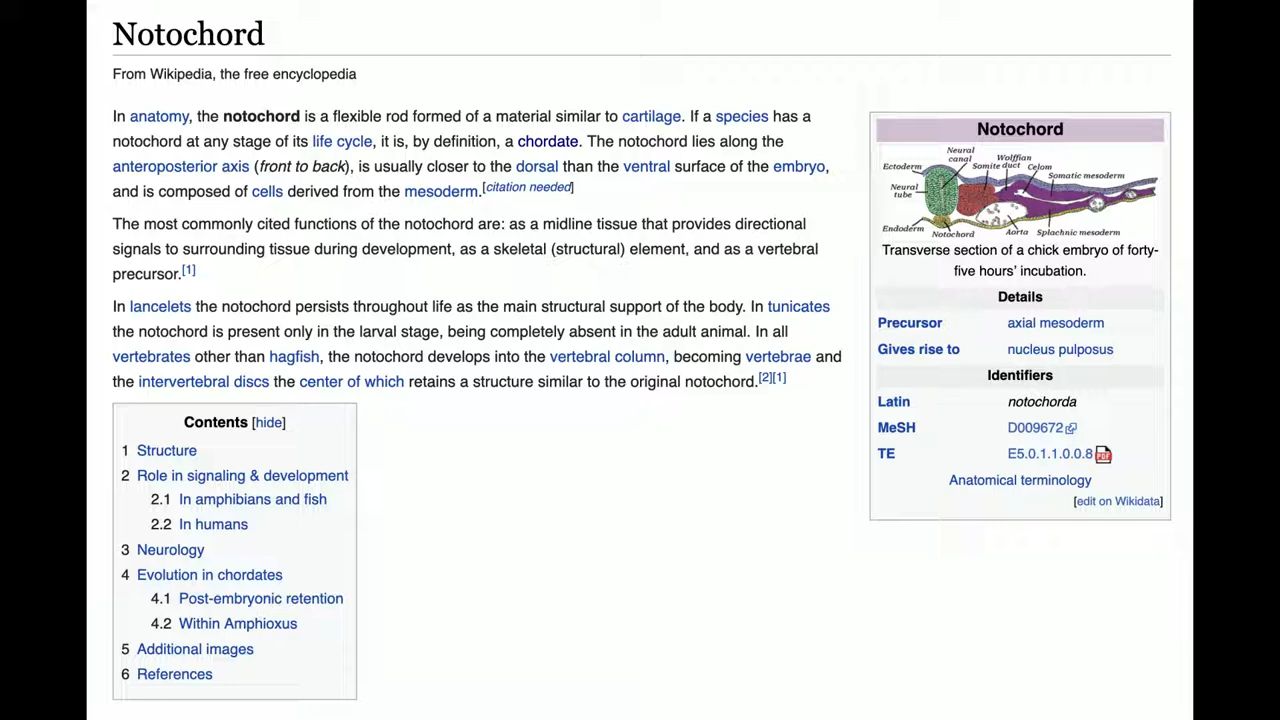 Notochord
From Wikipedia, the free encyclopedia
In anatomy, the notochord is a flexible rod formed of a material similar to cartilage. If a species has a
notochord at any stage of its life cycle, it is, by definition, a chordate. The notochord lies along the
anteroposterior axis (front to back), is usually closer to the dorsal than the ventral surface of the embryo,
and is composed of cells derived from the mesoderm.[citation needed]
The most commonly cited functions of the notochord are: as a midline tissue that provides directional
signals to surrounding tissue during development, as a skeletal (structural) element, and as a vertebral
precursor.[1]
In lancelets the notochord persists throughout life as the main structural support of the body. In tunicates
the notochord is present only in the larval stage, being completely absent in the adult animal. In all
vertebrates other than hagfish, the notochord develops into the vertebral column, becoming vertebrae and
the intervertebral discs the center of which retains a structure similar to the original notochord.[2][1]
Contents [hide]
1 Structure
2 Role in signaling & development
2.1 In amphibians and fish
2.2 In humans
3 Neurology
4 Evolution in chordates
4.1 Post-embryonic retention
4.2 Within Amphioxus
5 Additional images
6 References
Notochord
Neural
canal
Wolffian
duct
Ectoderm
Somite
Celom
Somatic mesoderm
Neural
tube
Endoderm
Notochord
Aorta
Splachnic mesoderm
Transverse section of a chick embryo of forty-
five hours' incubation.
Details
Precursor axial mesoderm
Gives rise to nucleus pulposus
Identifiers
Latin notochorda
MeSH D009672
TE E5.0.1.1.0.0.8
PDF
Anatomical terminology
[edit on Wikidata]